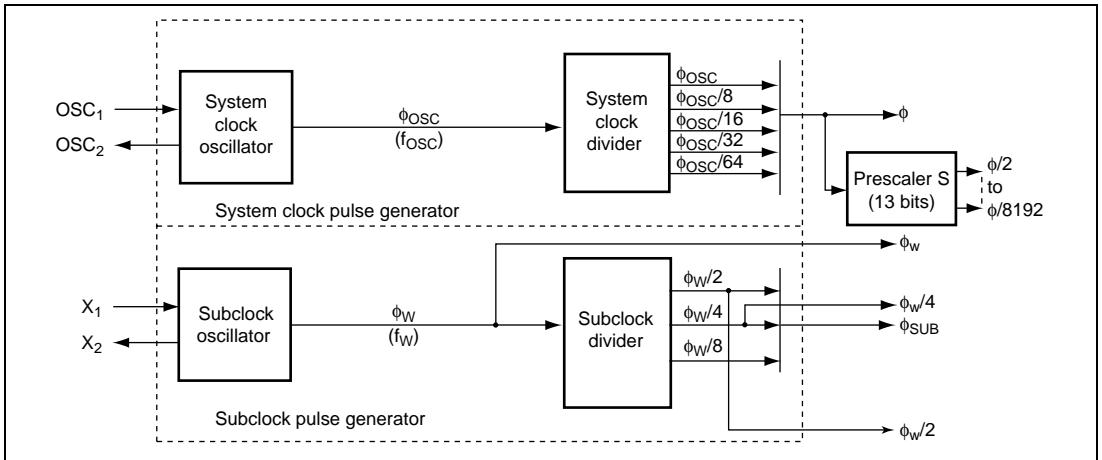 OSC₁
OSC₂
System
clock
oscillator
ϕOSC
(fOSC)
System
clock
divider
ϕOSC
ϕOSC/8
ϕOSC/16
ϕOSC/32
ϕOSC/64
ϕ
Prescaler S
(13 bits)
ϕ/2
to
ϕ/8192
System clock pulse generator
X₁
X₂
Subclock
oscillator
ϕW
(fW)
Subclock
divider
ϕW/2
ϕW/4
ϕW/8
ϕw
ϕw/4
ϕSUB
ϕw/2
Subclock pulse generator